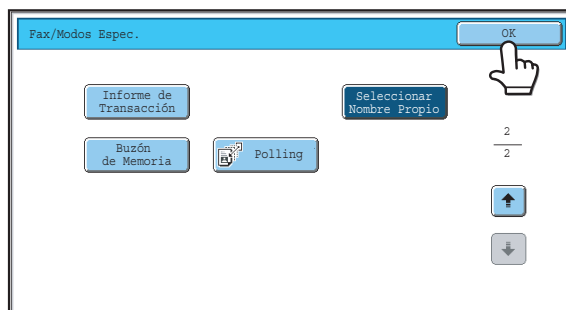 Fax/Modos Espec.
OK
Informe de
Transacción
Seleccionar
Nombre Propio
Buzón
de Memoria
Polling
2
2